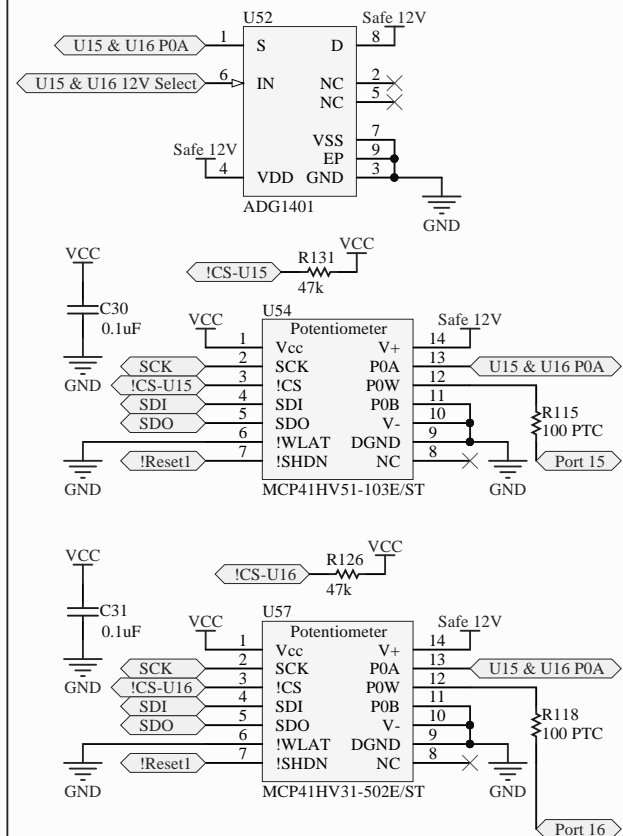 U52
Safe 12V
U15 & U16 P0A 1 S D 8
U15 & U16 12V Select 6 IN NC 2
NC 5
VSS 7
EP 9
Safe 12V
4 VDD GND 3
ADG1401
GND
VCC
C30
0.1uF
GND
!CS-U15
R131
47k
VCC
U54
VCC
Potentiometer
Safe 12V
1 Vcc V+ 14
SCK 2 SCK P0A 13 U15 & U16 P0A
!CS-U15 3 !CS P0W 12
SDI 4 SDI P0B 11
SDO 5 SDO V- 10
6 !WLAT DGND 9
!Reset1 7 !SHDN NC 8
R115
100 PTC
Port 15
GND
MCP41HV51-103E/ST
GND
VCC
C31
0.1uF
GND
!CS-U16
R126
47k
VCC
U57
VCC
Potentiometer
Safe 12V
1 Vcc V+ 14
SCK 2 SCK P0A 13 U15 & U16 P0A
!CS-U16 3 !CS P0W 12
SDI 4 SDI P0B 11
SDO 5 SDO V- 10
6 !WLAT DGND 9
!Reset1 7 !SHDN NC 8
R118
100 PTC
GND
MCP41HV31-502E/ST
GND
Port 16